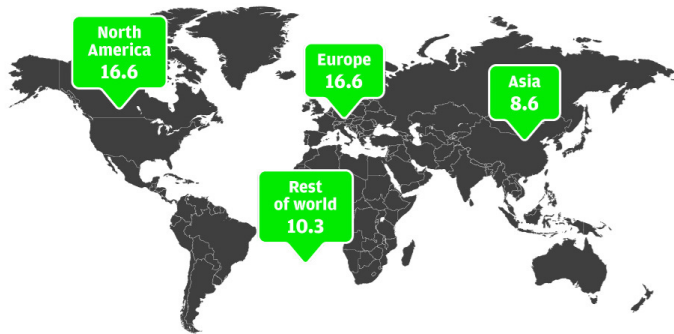 North
America
16.6
Europe
16.6
Asia
8.6
Rest
of world
10.3